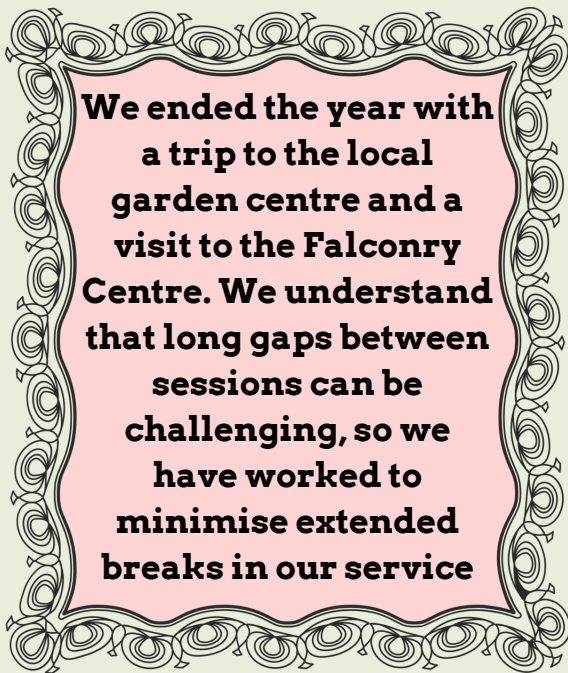 We ended the year with
a trip to the local
garden centre and a
visit to the Falconry
Centre. We understand
that long gaps between
sessions can be
challenging, so we
have worked to
minimise extended
breaks in our service